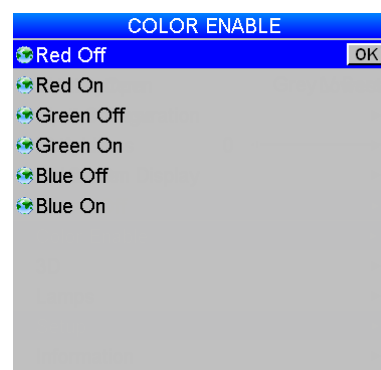 COLOR ENABLE
Red Off OK
Red On
Green Off
Green On
Blue Off
Blue On